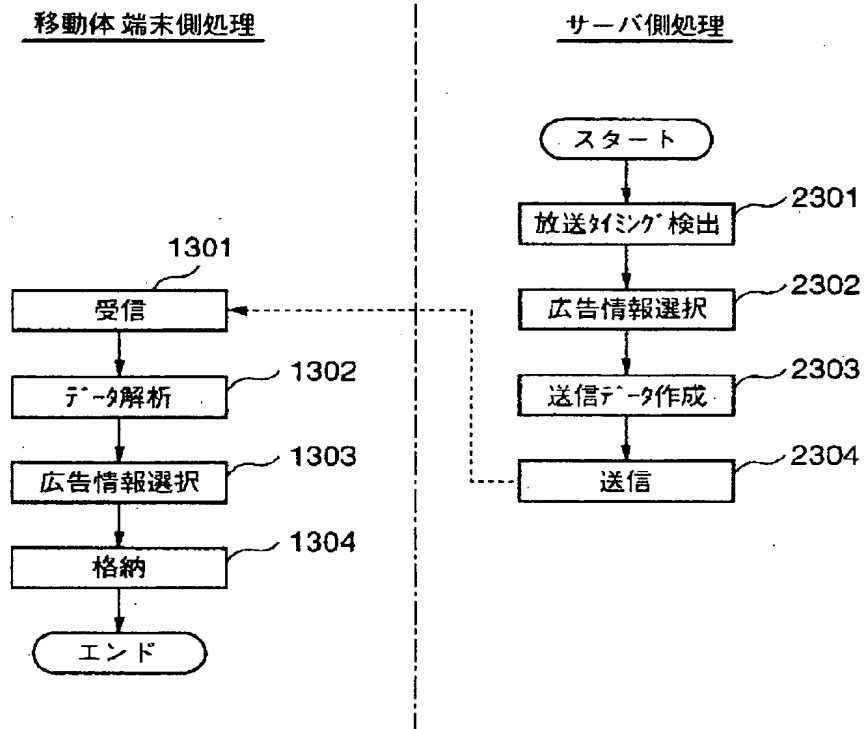 移動体端末側処理
サーバ側処理
スタート
2301
放送ﾀｲﾐﾝｸﾞ検出
2302
広告情報選択
2303
送信ﾃﾞｰﾀ作成
2304
送信
1301
受信
1302
ﾃﾞｰﾀ解析
1303
広告情報選択
1304
格納
エンド